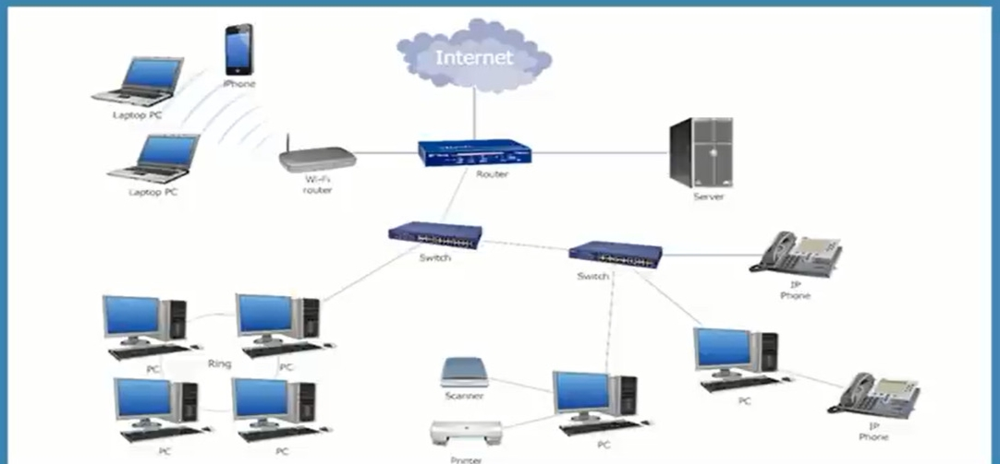 Internet
iPhone
Laptop PC
Laptop PC
Wi-Fi
router
Router
Server
Switch
Switch
IP
Phone
PC
Ring
PC
Scanner
PC
IP
Phone
PC
PC
PC
Printer